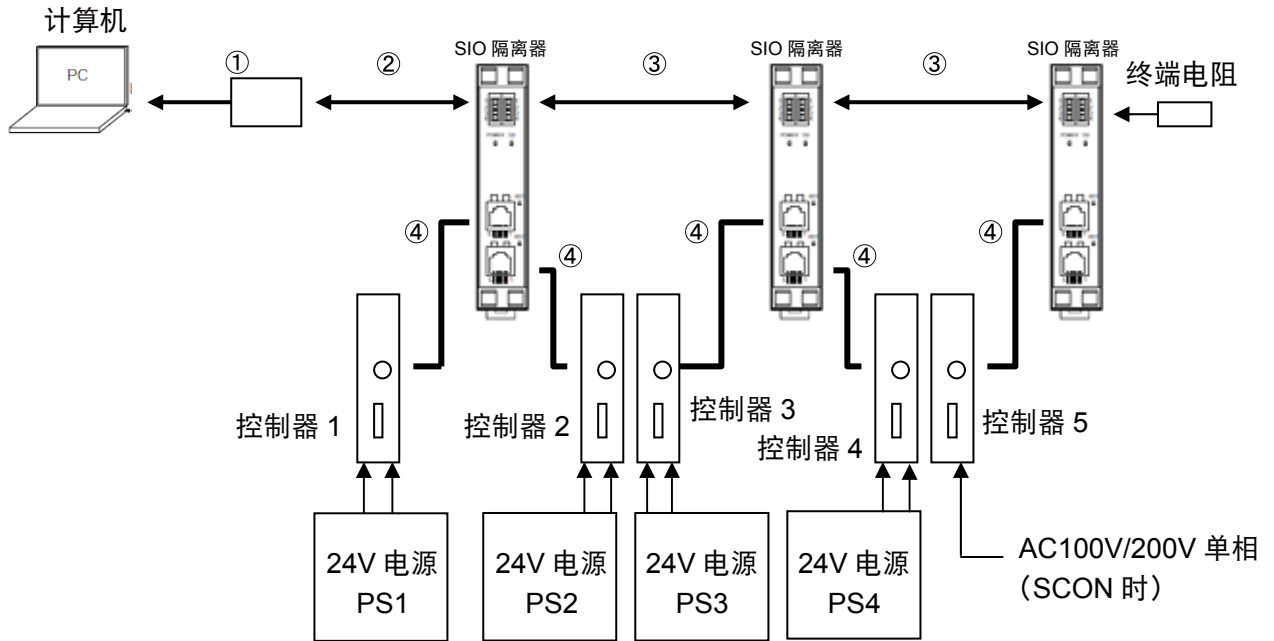 计算机
PC
①
②
SIO 隔离器
③
SIO 隔离器
③
SIO 隔离器
终端电阻
④
④
④
④
④
控制器 1
控制器 2
控制器 3
控制器 4
控制器 5
24V 电源
PS1
24V 电源
PS2
24V 电源
PS3
24V 电源
PS4
AC100V/200V 单相
（SCON 时）